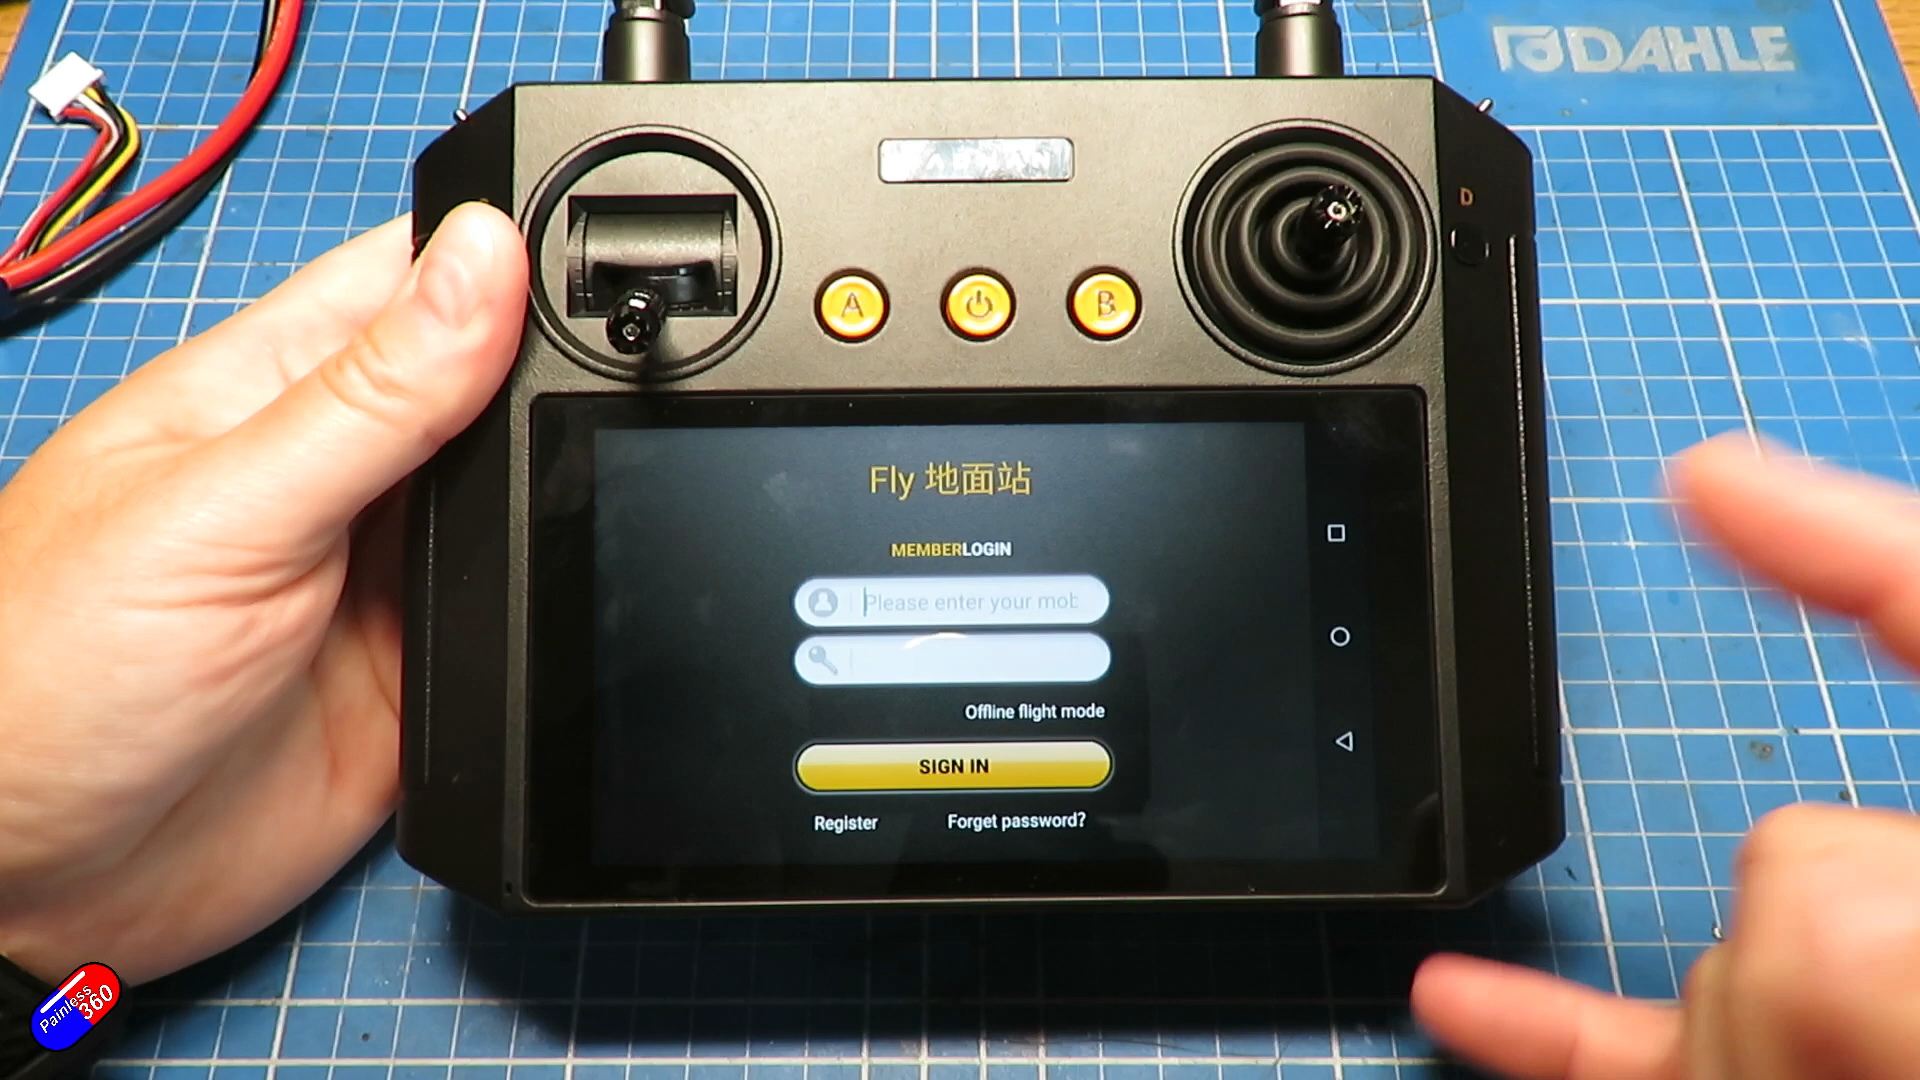 DAHLE
D
A
B
Fly 地面站
MEMBERLOGIN
Please enter your mob
Offline flight mode
SIGN IN
Register
Forget password?
Painless
360